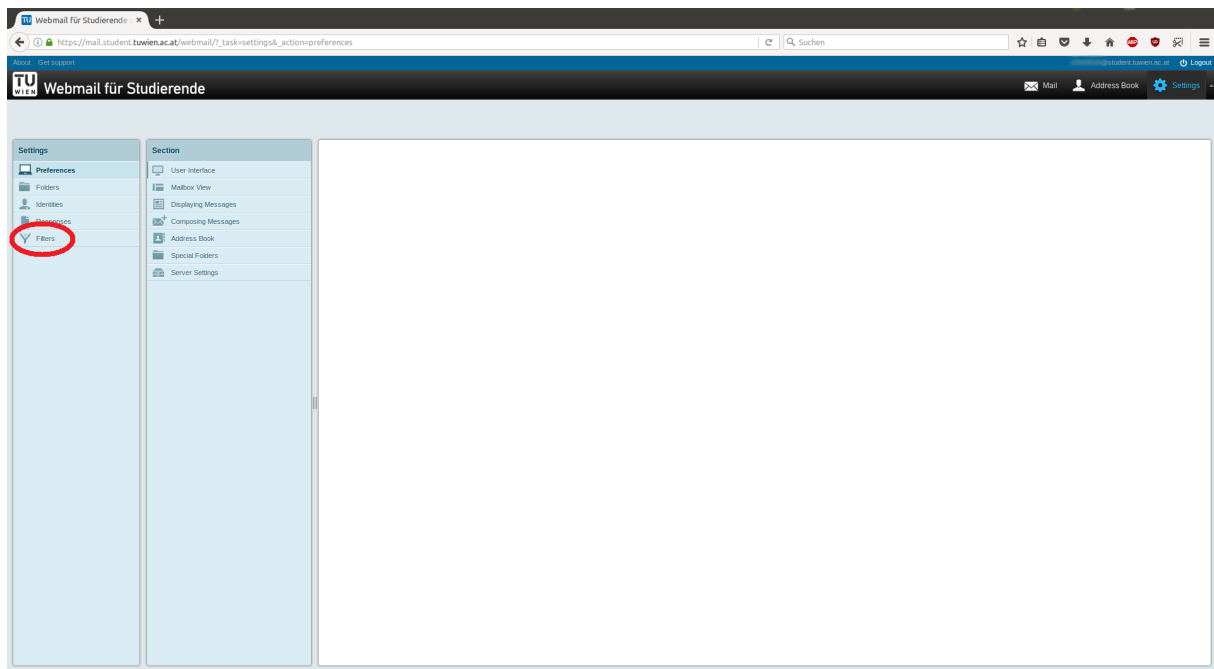 Webmail für Studierende
https://mail.student.tuwien.ac.at/webmail/?_task=settings&_action=preferences
Suchen
ABP
About Get support
@student.tuwien.ac.at Logout
TU WIEN Webmail für Studierende
Mail Address Book Settings
Settings
Preferences
Folders
Identities
Responses
Filters
Section
User Interface
Mailbox View
Displaying Messages
Composing Messages
Address Book
Special Folders
Server Settings